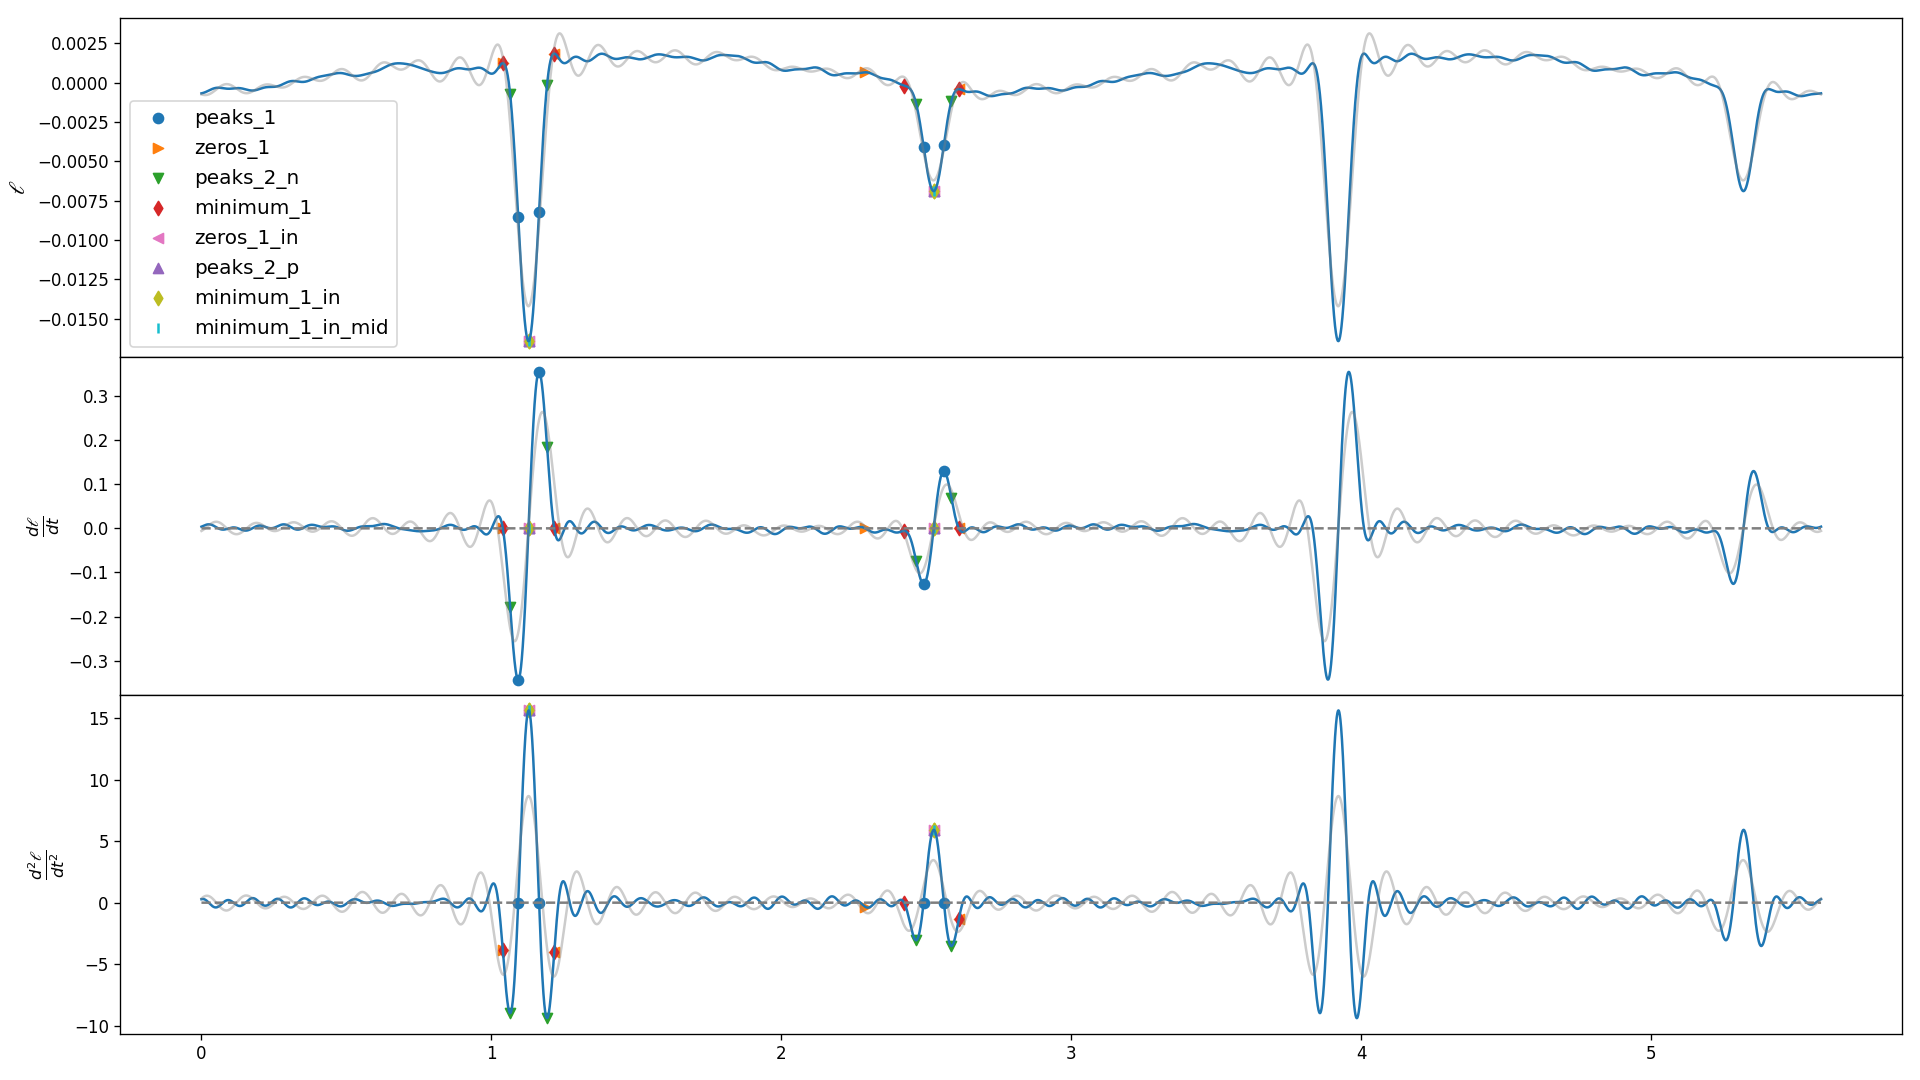 0.0025
0.0000
−0.0025
−0.0050
−0.0075
−0.0100
−0.0125
−0.0150
ℓ
peaks_1
zeros_1
peaks_2_n
minimum_1
zeros_1_in
peaks_2_p
minimum_1_in
minimum_1_in_mid
0.3
0.2
0.1
0.0
−0.1
−0.2
−0.3
dℓ
dt
15
10
5
0
−5
−10
d²ℓ
dt²
0 1 2 3 4 5